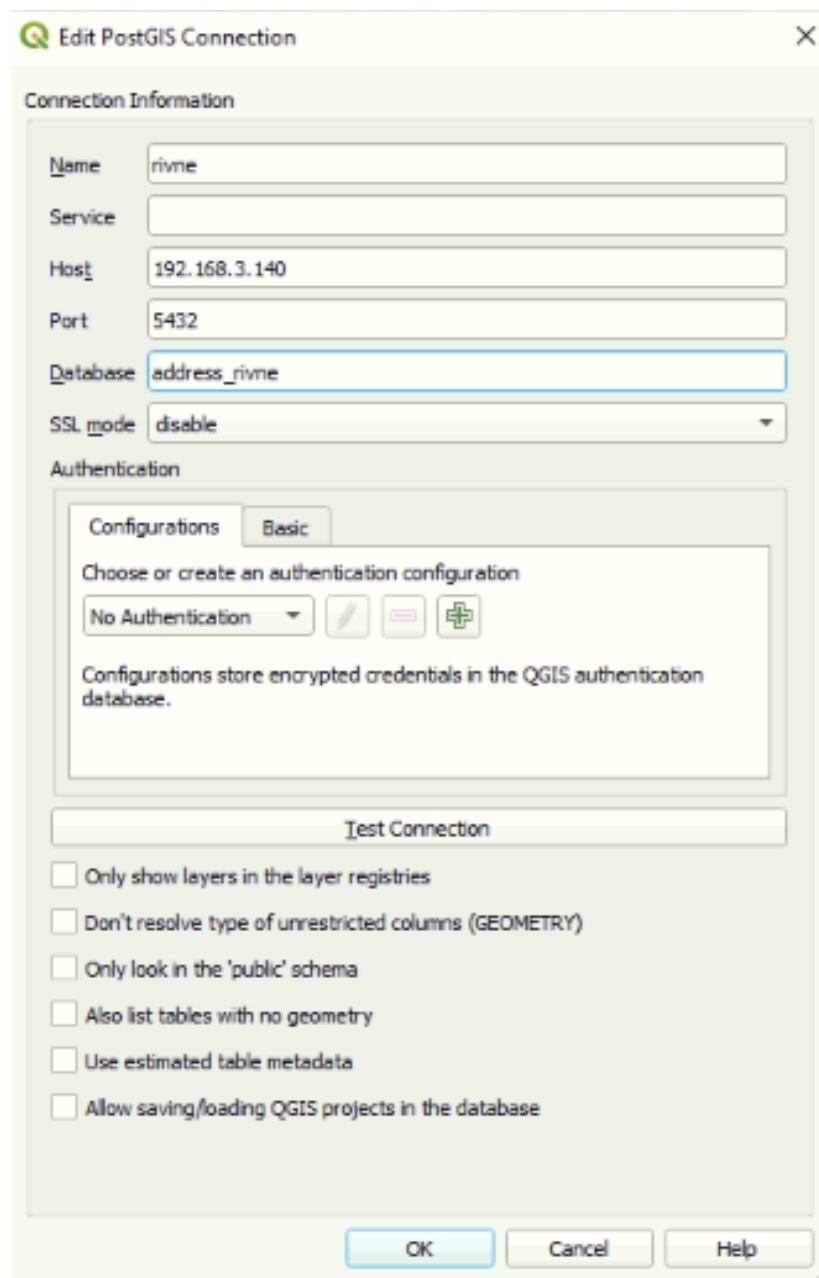 Edit PostGIS Connection
Connection Information
Name rivne
Service
Host 192.168.3.140
Port 5432
Database address_rivne
SSL mode disable
Authentication
Configurations Basic
Choose or create an authentication configuration
No Authentication
Configurations store encrypted credentials in the QGIS authentication
database.
Test Connection
Only show layers in the layer registries
Don't resolve type of unrestricted columns (GEOMETRY)
Only look in the 'public' schema
Also list tables with no geometry
Use estimated table metadata
Allow saving/loading QGIS projects in the database
OK Cancel Help